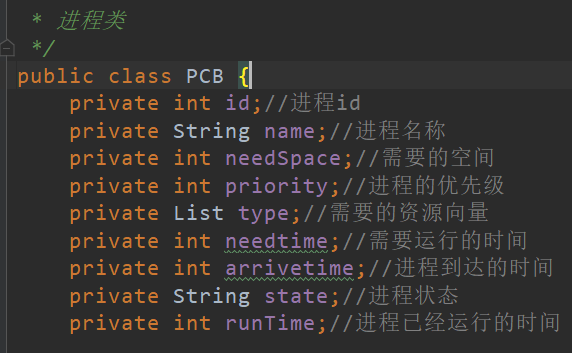 * 进程类
*/
public class PCB {
private int id;//进程id
private String name;//进程名称
private int needSpace;//需要的空间
private int priority;//进程的优先级
private List type;//需要的资源向量
private int needtime;//需要运行的时间
private int arrivetime;//进程到达的时间
private String state;//进程状态
private int runTime;//进程已经运行的时间